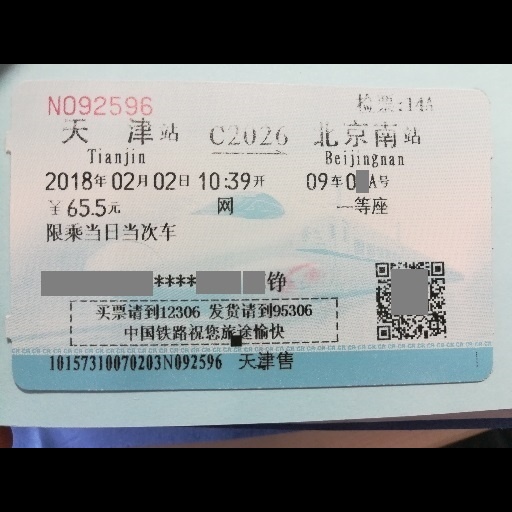 N092596 检票:14A
天津站 C2026 北京南站
Tianjin Beijingnan
2018年02月02日 10:39开 09车0 A号
￥65.5元 网 一等座
限乘当日当次车
**** 铮
买票请到12306 发货请到95306
中国铁路祝您旅途愉快
10157310070203N092596 天津售